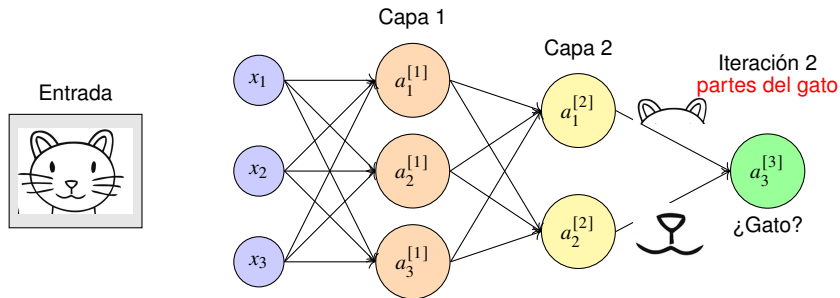 Capa 1
Capa 2
Iteración 2
partes del gato
Entrada
x₁
x₂
x₃
a₁^[1]
a₂^[1]
a₃^[1]
a₁^[2]
a₂^[2]
a₃^[3]
¿Gato?